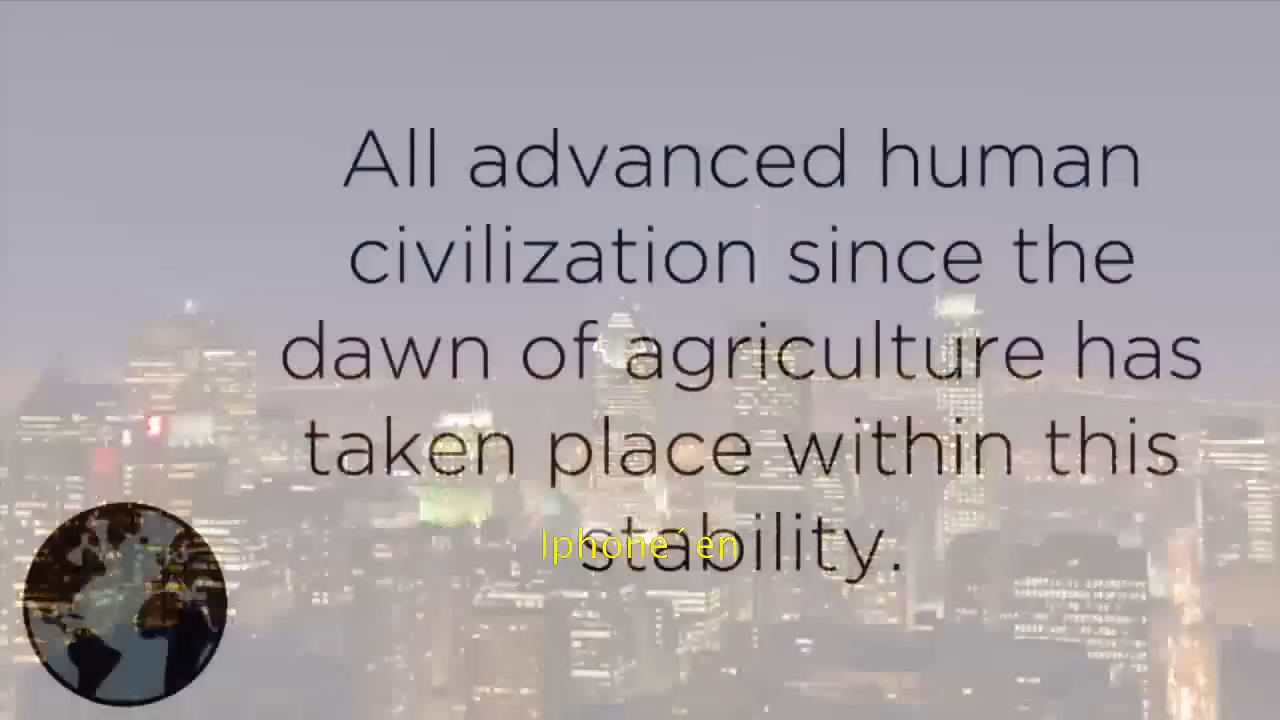 All advanced human
civilization since the
dawn of agriculture has
taken place within this
stability.
Iphone´en